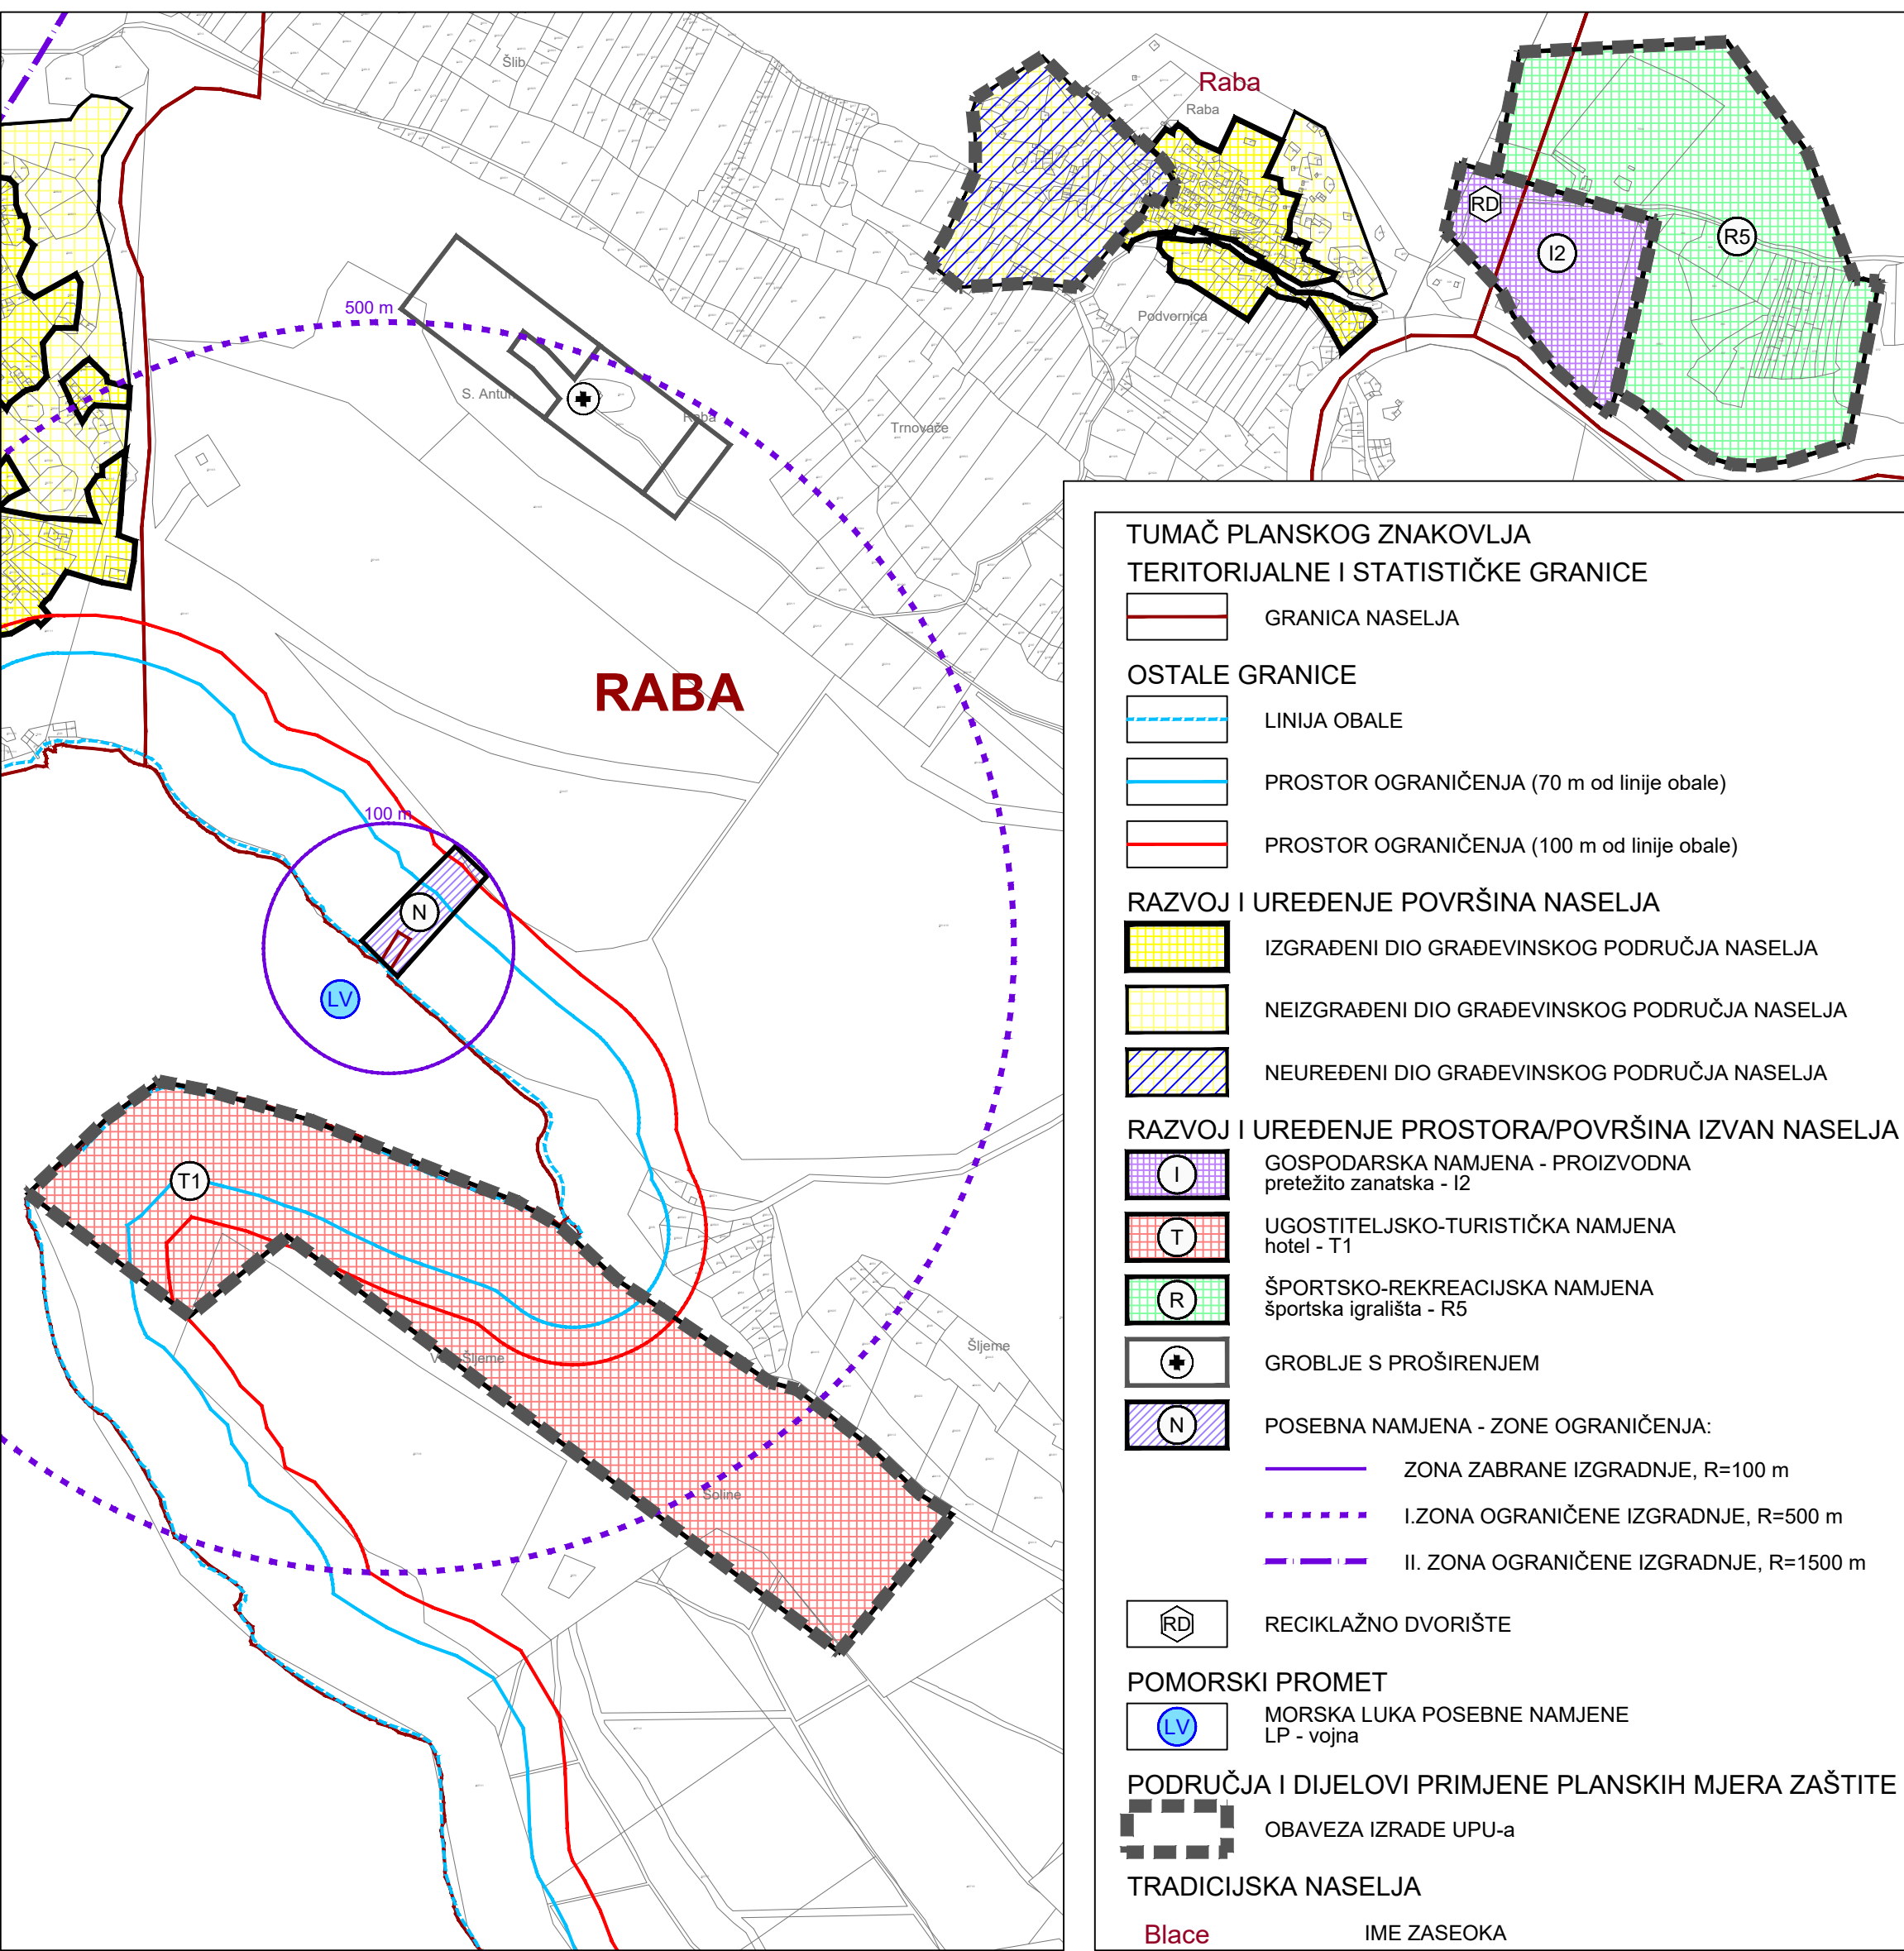 Šlib
Raba
Raba
RD
I2
R5
500 m
Podvornica
S. Antun
Raba
Trnovače
RABA
100 m
N
LV
T1
Šljeme
Šljeme
Soline
TUMAČ PLANSKOG ZNAKOVLJA
TERITORIJALNE I STATISTIČKE GRANICE
GRANICA NASELJA
OSTALE GRANICE
LINIJA OBALE
PROSTOR OGRANIČENJA (70 m od linije obale)
PROSTOR OGRANIČENJA (100 m od linije obale)
RAZVOJ I UREĐENJE POVRŠINA NASELJA
IZGRAĐENI DIO GRAĐEVINSKOG PODRUČJA NASELJA
NEIZGRAĐENI DIO GRAĐEVINSKOG PODRUČJA NASELJA
NEUREĐENI DIO GRAĐEVINSKOG PODRUČJA NASELJA
RAZVOJ I UREĐENJE PROSTORA/POVRŠINA IZVAN NASELJA
I GOSPODARSKA NAMJENA - PROIZVODNA
pretežito zanatska - I2
T UGOSTITELJSKO-TURISTIČKA NAMJENA
hotel - T1
R ŠPORTSKO-REKREACIJSKA NAMJENA
športska igrališta - R5
GROBLJE S PROŠIRENJEM
N POSEBNA NAMJENA - ZONE OGRANIČENJA:
ZONA ZABRANE IZGRADNJE, R=100 m
I.ZONA OGRANIČENE IZGRADNJE, R=500 m
II. ZONA OGRANIČENE IZGRADNJE, R=1500 m
RD RECIKLAŽNO DVORIŠTE
POMORSKI PROMET
LV MORSKA LUKA POSEBNE NAMJENE
LP - vojna
PODRUČJA I DIJELOVI PRIMJENE PLANSKIH MJERA ZAŠTITE
OBAVEZA IZRADE UPU-a
TRADICIJSKA NASELJA
Blace IME ZASEOKA